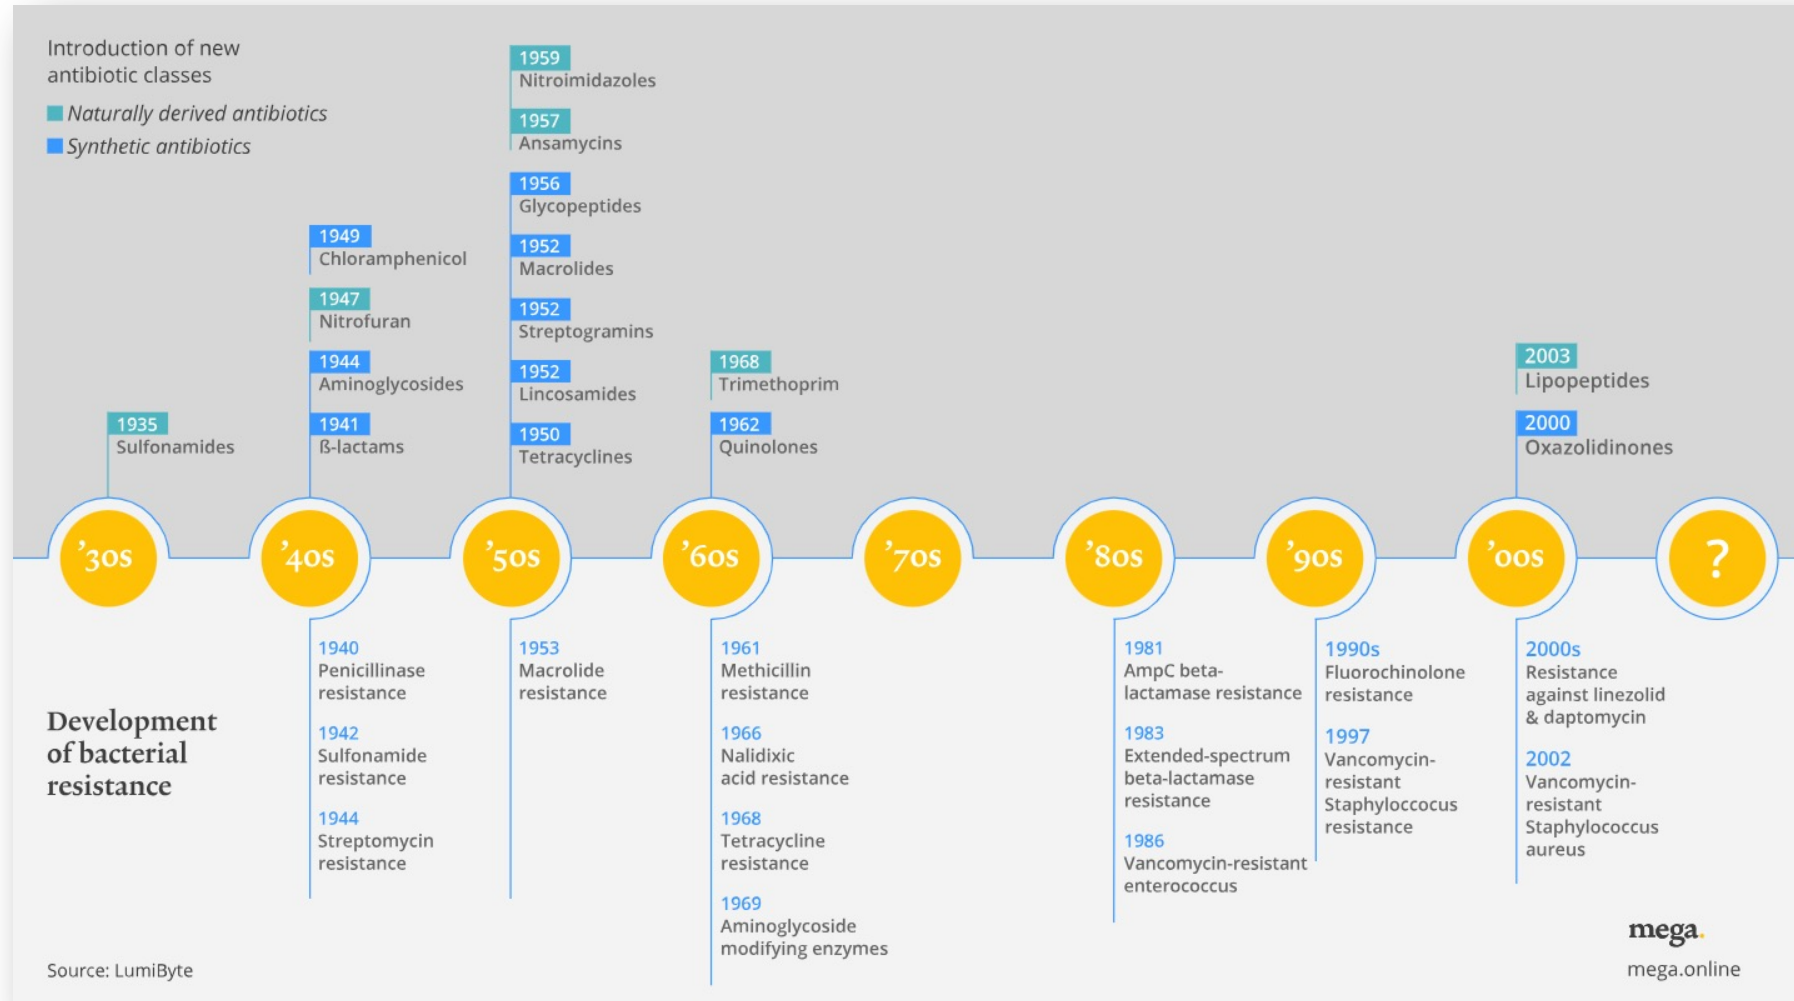 Introduction of new
antibiotic classes
Naturally derived antibiotics
Synthetic antibiotics
1935
Sulfonamides
1949
Chloramphenicol
1947
Nitrofuran
1944
Aminoglycosides
1941
ß-lactams
1959
Nitroimidazoles
1957
Ansamycins
1956
Glycopeptides
1952
Macrolides
1952
Streptogramins
1952
Lincosamides
1950
Tetracyclines
1968
Trimethoprim
1962
Quinolones
2003
Lipopeptides
2000
Oxazolidinones
’30s
’40s
’50s
’60s
’70s
’80s
’90s
’00s
?
Development
of bacterial
resistance
1940
Penicillinase
resistance
1942
Sulfonamide
resistance
1944
Streptomycin
resistance
1953
Macrolide
resistance
1961
Methicillin
resistance
1966
Nalidixic
acid resistance
1968
Tetracycline
resistance
1969
Aminoglycoside
modifying enzymes
1981
AmpC beta-
lactamase resistance
1983
Extended-spectrum
beta-lactamase
resistance
1986
Vancomycin-resistant
enterococcus
1990s
Fluorochinolone
resistance
1997
Vancomycin-
resistant
Staphyloccocus
resistance
2000s
Resistance
against linezolid
& daptomycin
2002
Vancomycin-
resistant
Staphylococcus
aureus
Source: LumiByte
mega.
mega.online